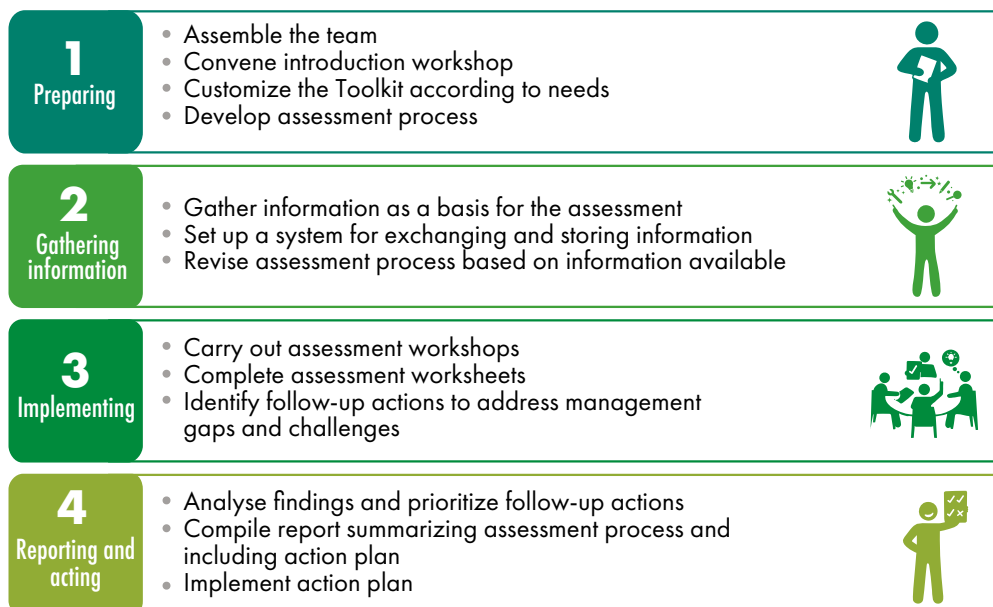 1
Preparing
• Assemble the team
• Convene introduction workshop
• Customize the Toolkit according to needs
• Develop assessment process
2
Gathering
information
• Gather information as a basis for the assessment
• Set up a system for exchanging and storing information
• Revise assessment process based on information available
3
Implementing
• Carry out assessment workshops
• Complete assessment worksheets
• Identify follow-up actions to address management
gaps and challenges
4
Reporting and
acting
• Analyse findings and prioritize follow-up actions
• Compile report summarizing assessment process and
including action plan
• Implement action plan